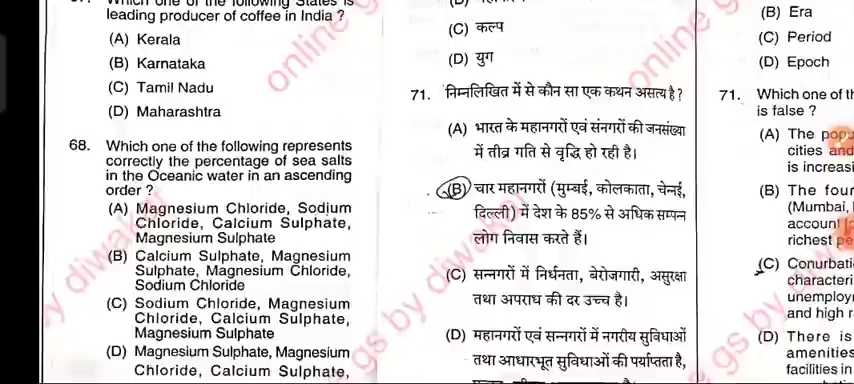 leading producer of coffee in India ?
(A) Kerala
(B) Karnataka
(C) Tamil Nadu
(D) Maharashtra
68. Which one of the following represents
correctly the percentage of sea salts
in the Oceanic water in an ascending
order ?
(A) Magnesium Chloride, Sodium
Chloride, Calcium Sulphate,
Magnesium Sulphate
(B) Calcium Sulphate, Magnesium
Sulphate, Magnesium Chloride,
Sodium Chloride
(C) Sodium Chloride, Magnesium
Chloride, Calcium Sulphate,
Magnesium Sulphate
(D) Magnesium Sulphate, Magnesium
Chloride, Calcium Sulphate,
(C) कल्प
(D) युग
71. निम्नलिखित में से कौन सा एक कथन असत्य है ?
(A) भारत के महानगरों एवं संनगरों की जनसंख्या
में तीव्र गति से वृद्धि हो रही है।
(B) चार महानगरों (मुम्बई, कोलकाता, चेन्नई,
दिल्ली) में देश के 85% से अधिक सम्पन
लोग निवास करते हैं।
(C) सन्नगरों में निर्धनता, बेरोजगारी, असुरक्षा
तथा अपराध की दर उच्च है।
(D) महानगरों एवं सन्नगरों में नगरीय सुविधाओं
तथा आधारभूत सुविधाओं की पर्याप्तता है,
(B) Era
(C) Period
(D) Epoch
71. Which one of th
is false ?
(A) The popu
cities and
is increasi
(B) The four
(Mumbai,
account
richest pe
(C) Conurbati
characteri
unemploy
and high r
(D) There is
amenities
facilities in
online gs by diwakar